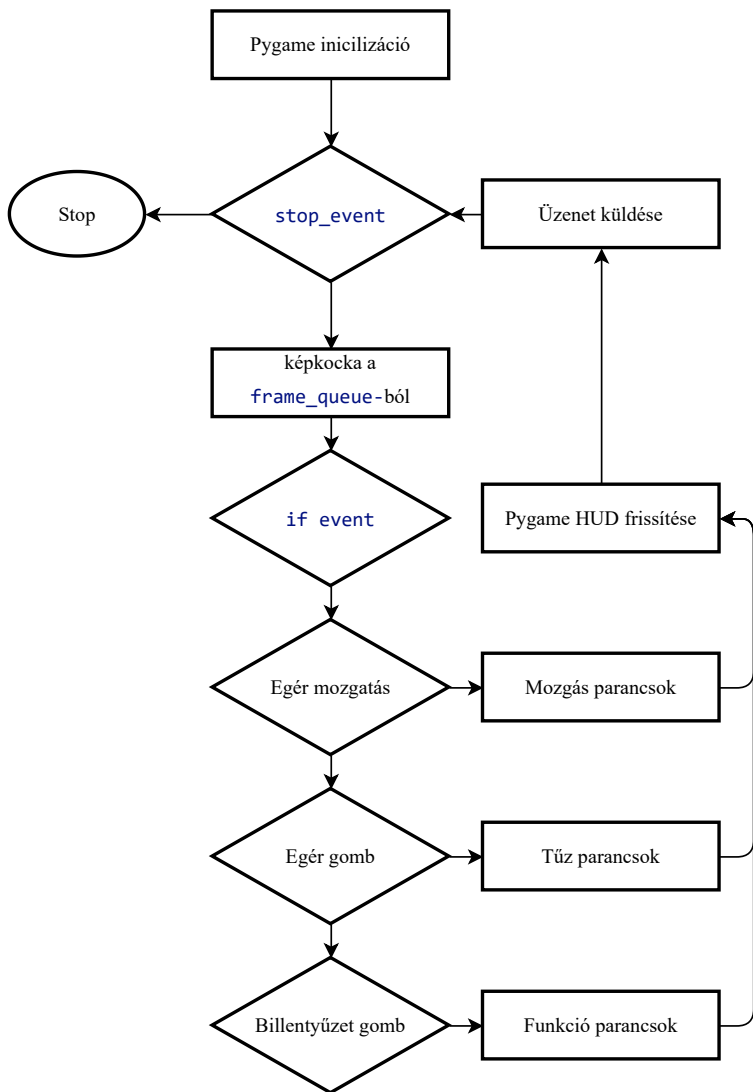 Pygame inicilizáció
Stop
stop_event
Üzenet küldése
képkocka a
frame_queue-ból
if event
Pygame HUD frissítése
Egér mozgatás
Mozgás parancsok
Egér gomb
Tűz parancsok
Billentyűzet gomb
Funkció parancsok